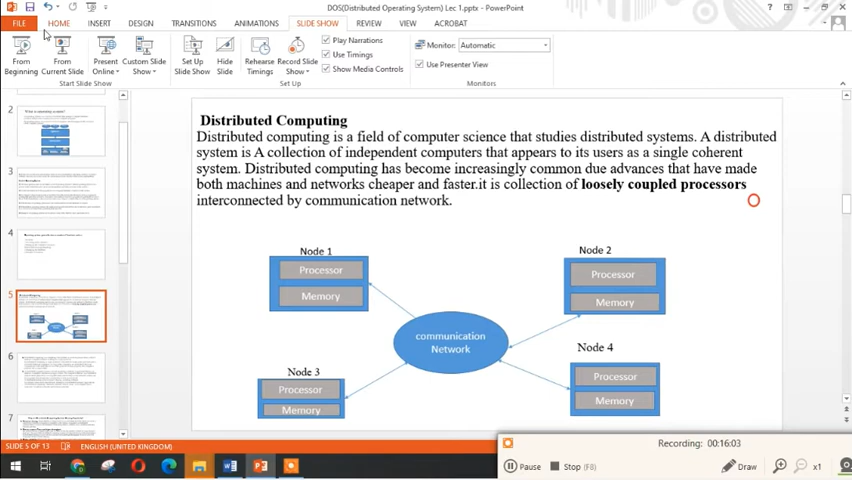 DOS(Distributed Operating System) Lec 1.pptx - PowerPoint
FILE HOME INSERT DESIGN TRANSITIONS ANIMATIONS SLIDE SHOW REVIEW VIEW ACROBAT
From Beginning
From Current Slide
Present Online
Custom Slide Show
Set Up Slide Show
Hide Slide
Rehearse Timings
Record Slide Show
Play Narrations
Use Timings
Show Media Controls
Monitor: Automatic
Use Presenter View
Start Slide Show
Set Up
Monitors
2
3
4
5
6
7
Distributed Computing
Distributed computing is a field of computer science that studies distributed systems. A distributed
system is A collection of independent computers that appears to its users as a single coherent
system. Distributed computing has become increasingly common due advances that have made
both machines and networks cheaper and faster.it is collection of loosely coupled processors
interconnected by communication network.
Node 1
Processor
Memory
Node 2
Processor
Memory
communication
Network
Node 3
Processor
Memory
Node 4
Processor
Memory
SLIDE 5 OF 13 ENGLISH (UNITED KINGDOM)
Recording: 00:16:03
Pause Stop (F8) Draw x1